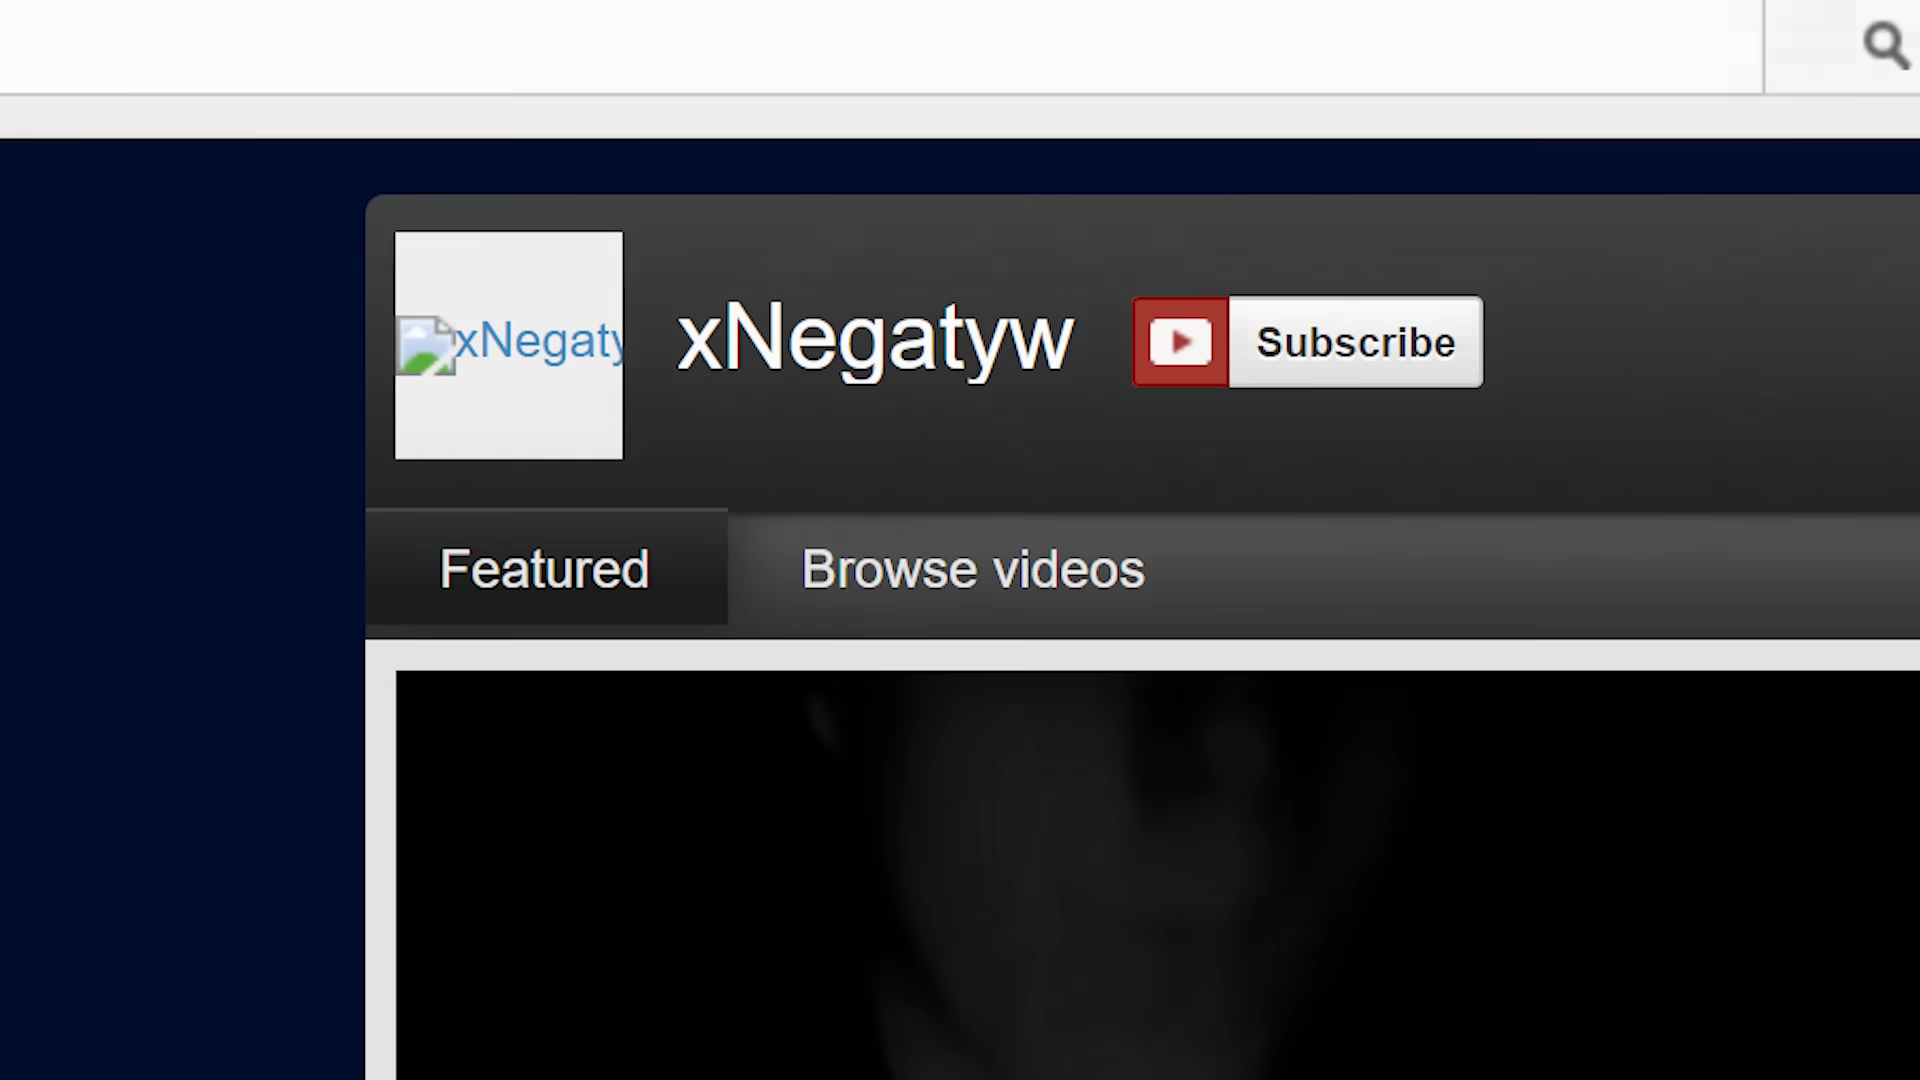 xNegaty
xNegatyw
Subscribe
Featured
Browse videos